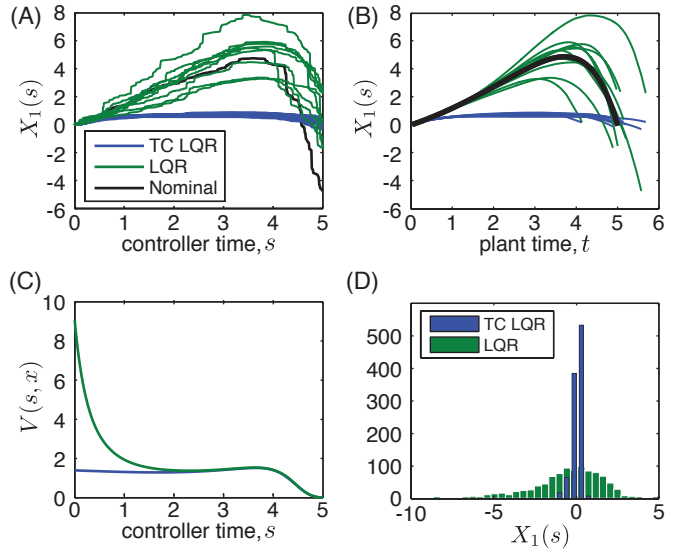 (A)
X₁(s)
8
6
4
2
0
-2
-4
-6
TC LQR
LQR
Nominal
0 1 2 3 4 5
controller time, s
(B)
X₁(s)
8
6
4
2
0
-2
-4
-6
0 1 2 3 4 5 6
plant time, t
(C)
V(s, x)
10
8
6
4
2
0
0 1 2 3 4 5
controller time, s
(D)
500
400
300
200
100
0
TC LQR
LQR
-10 -5 0 5
X₁(s)